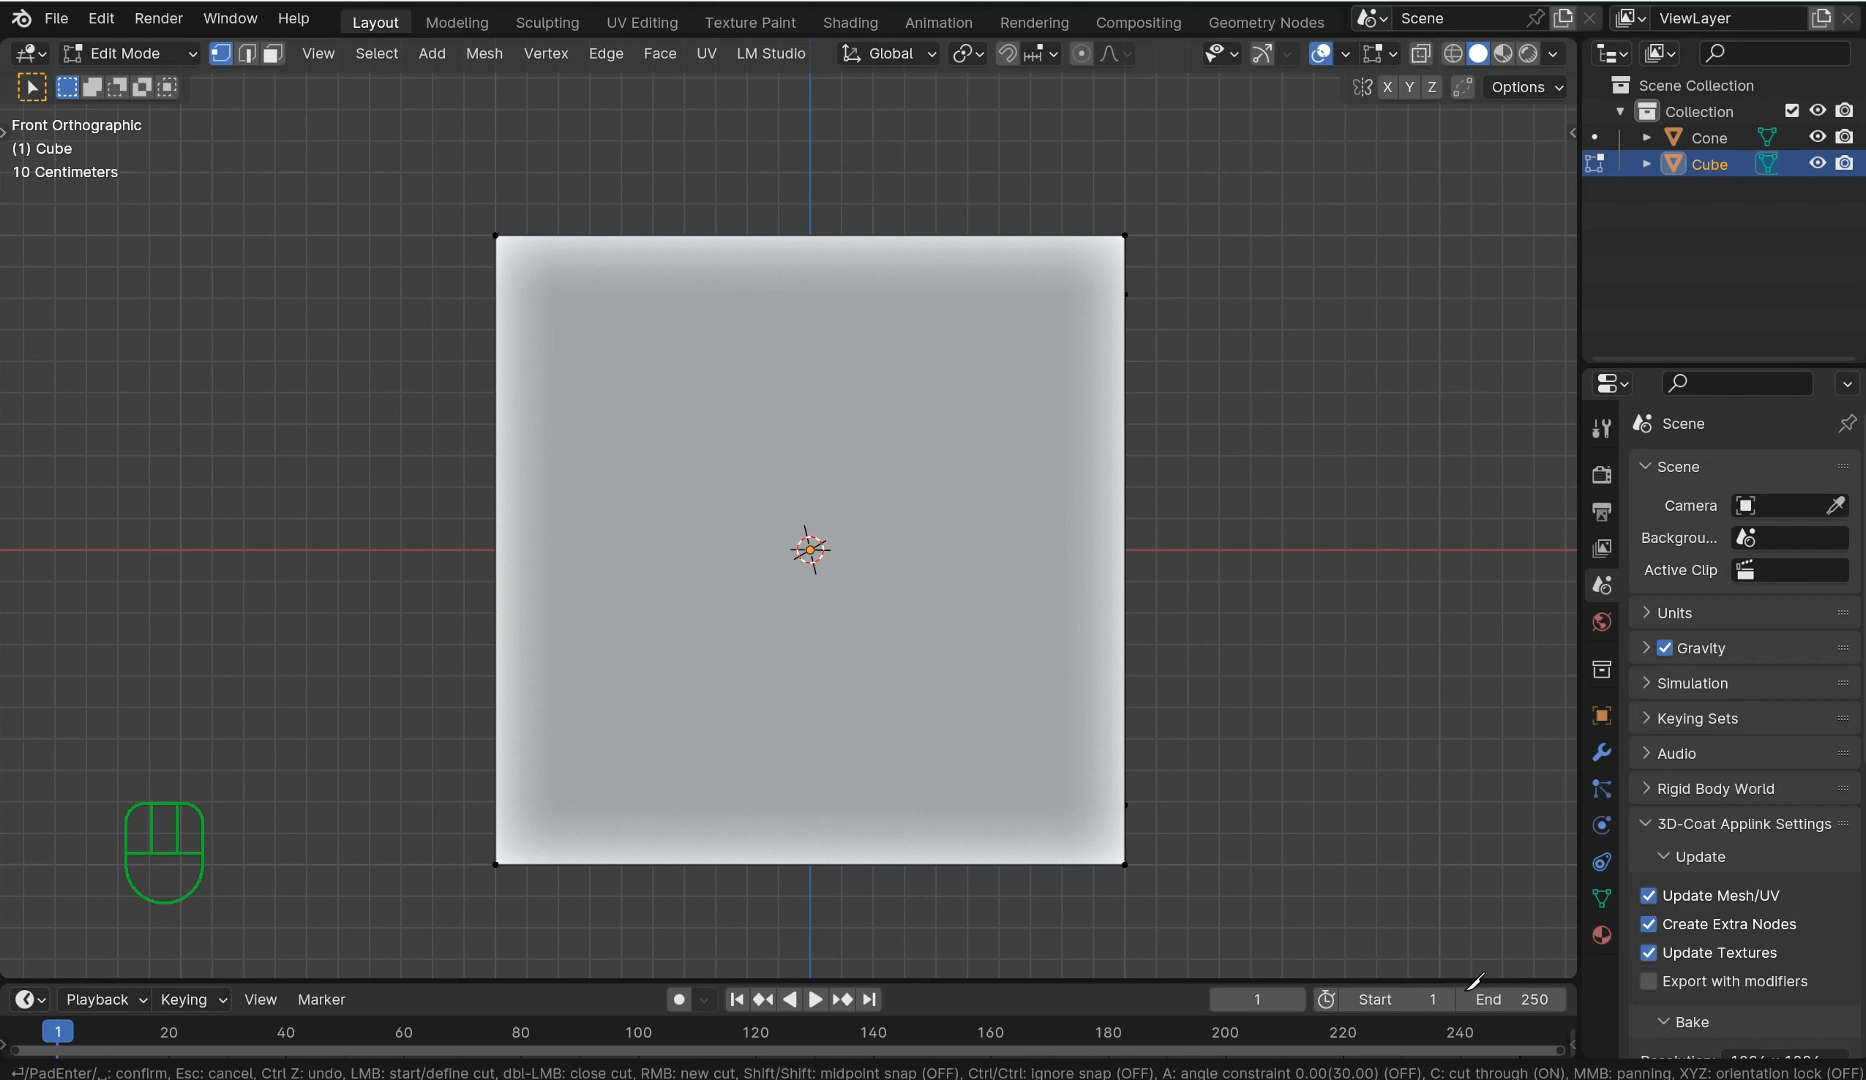 File Edit Render Window Help Layout Modeling Sculpting UV Editing Texture Paint Shading Animation Rendering Compositing Geometry Nodes Scene ViewLayer
Edit Mode View Select Add Mesh Vertex Edge Face UV LM Studio Global
X Y Z Options
Front Orthographic
(1) Cube
10 Centimeters
Scene Collection
Collection
Cone
Cube
Scene
Scene
Camera
Backgrou...
Active Clip
Units
Gravity
Simulation
Keying Sets
Audio
Rigid Body World
3D-Coat Applink Settings
Update
Update Mesh/UV
Create Extra Nodes
Update Textures
Export with modifiers
Bake
Playback Keying View Marker 1 Start 1 End 250
1 20 40 60 80 100 120 140 160 180 200 220 240
/PadEnter/, ,: confirm, Esc: cancel, Ctrl Z: undo, LMB: start/define cut, dbl-LMB: close cut, RMB: new cut, Shift/Shift: midpoint snap (OFF), Ctrl/Ctrl: ignore snap (OFF), A: angle constraint 0.00(30.00) (OFF), C: cut through (ON), MMB: panning, XYZ: orientation lock (OFF)